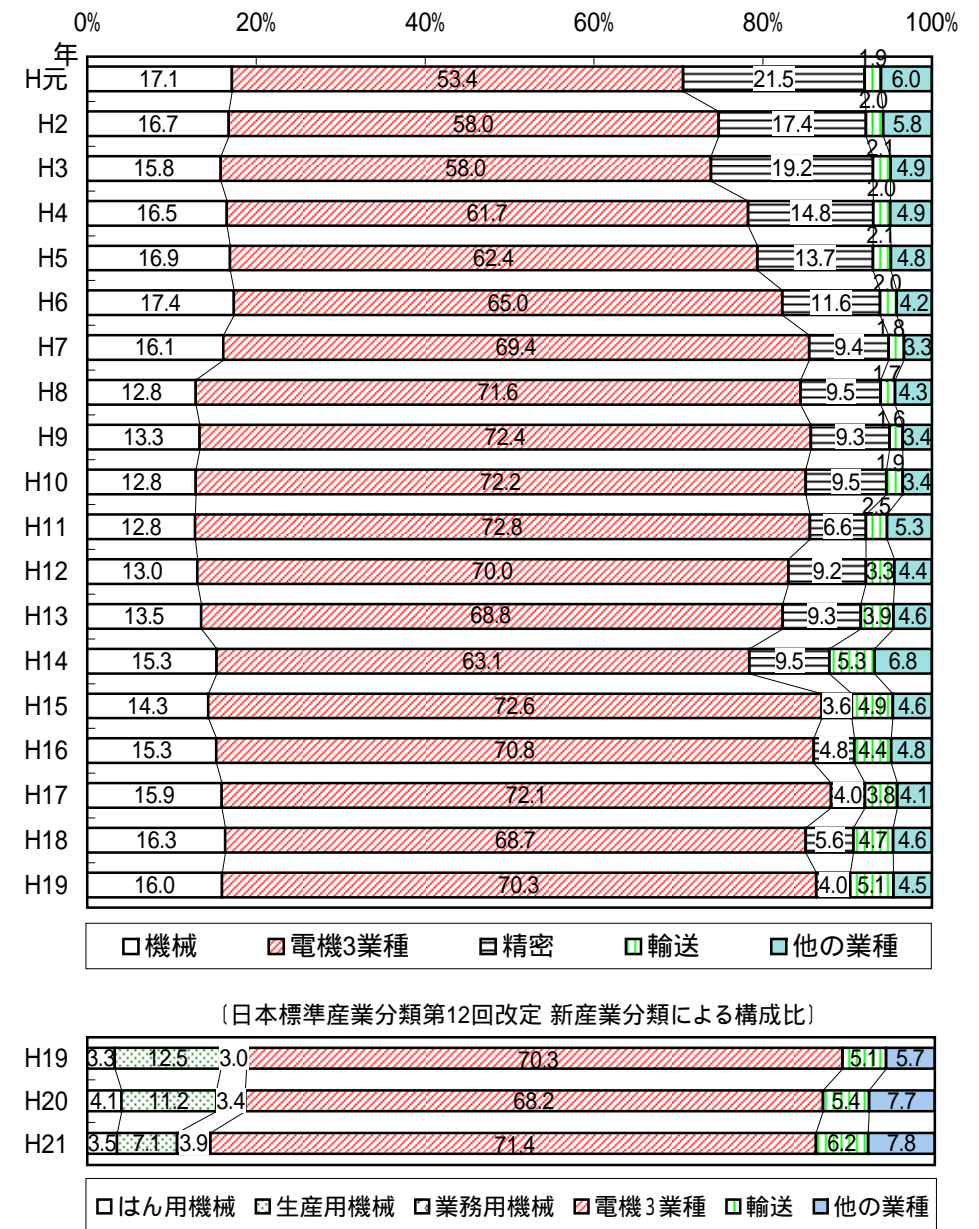 0% 20% 40% 60% 80% 100%
年
H元 17.1 53.4 21.5 1.9 6.0
H2 16.7 58.0 17.4 2.0 5.8
H3 15.8 58.0 19.2 2.1 4.9
H4 16.5 61.7 14.8 2.0 4.9
H5 16.9 62.4 13.7 2.1 4.8
H6 17.4 65.0 11.6 2.0 4.2
H7 16.1 69.4 9.4 1.8 3.3
H8 12.8 71.6 9.5 1.7 4.3
H9 13.3 72.4 9.3 1.6 3.4
H10 12.8 72.2 9.5 1.9 3.4
H11 12.8 72.8 6.6 2.5 5.3
H12 13.0 70.0 9.2 3.3 4.4
H13 13.5 68.8 9.3 3.9 4.6
H14 15.3 63.1 9.5 5.3 6.8
H15 14.3 72.6 3.6 4.9 4.6
H16 15.3 70.8 4.8 4.4 4.8
H17 15.9 72.1 4.0 3.8 4.1
H18 16.3 68.7 5.6 4.7 4.6
H19 16.0 70.3 4.0 5.1 4.5
機械 電機3業種 精密 輸送 他の業種
〔日本標準産業分類第12回改定 新産業分類による構成比〕
H19 3.3 12.5 3.0 70.3 5.1 5.7
H20 4.1 11.2 3.4 68.2 5.4 7.7
H21 3.5 7.1 3.9 71.4 6.2 7.8
はん用機械 生産用機械 業務用機械 電機3業種 輸送 他の業種